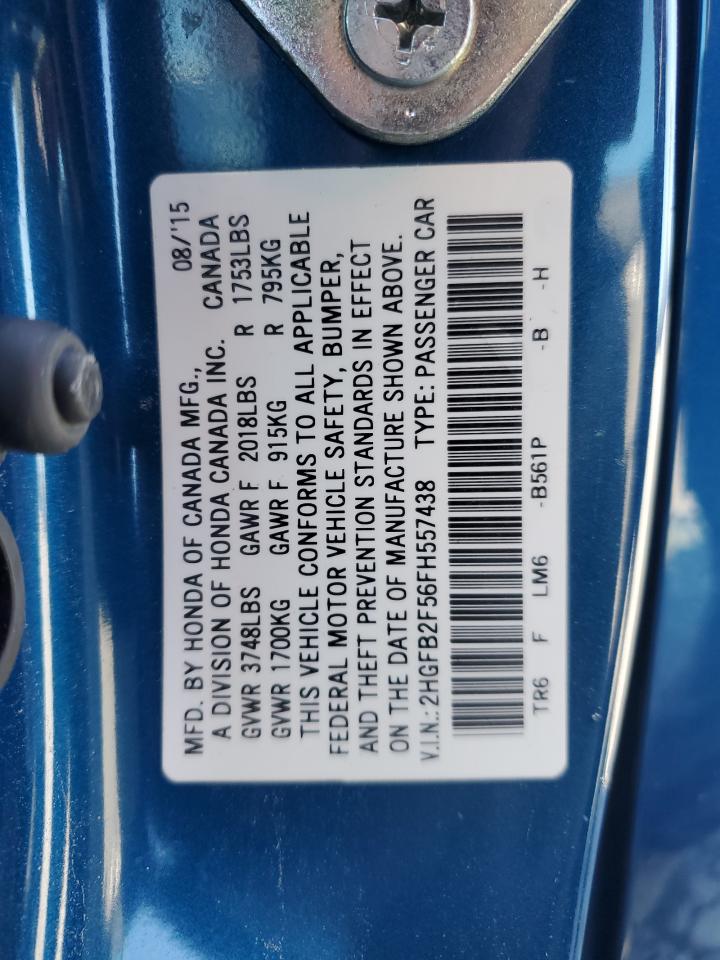 MFD. BY HONDA OF CANADA MFG., 08/'15
A DIVISION OF HONDA CANADA INC. CANADA
GVWR 3748LBS GAWR F 2018LBS R 1753LBS
GVWR 1700KG GAWR F 915KG R 795KG
THIS VEHICLE CONFORMS TO ALL APPLICABLE
FEDERAL MOTOR VEHICLE SAFETY, BUMPER,
AND THEFT PREVENTION STANDARDS IN EFFECT
ON THE DATE OF MANUFACTURE SHOWN ABOVE.
V.I.N.: 2HGFB2F56FH557438 TYPE: PASSENGER CAR
TR6 F LM6 -B561P -B -H